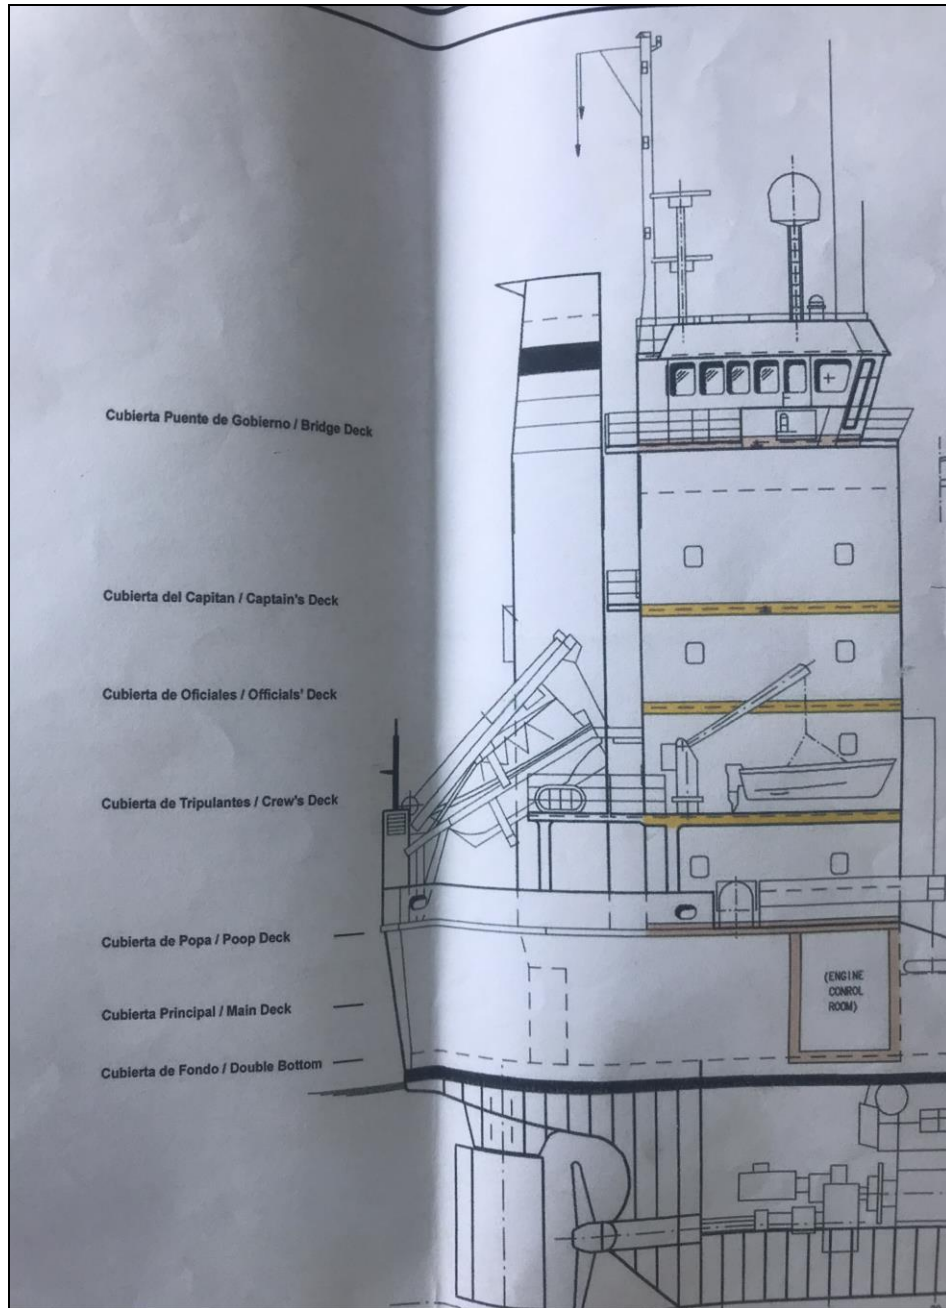 Cubierta Puente de Gobierno / Bridge Deck
Cubierta del Capitan / Captain's Deck
Cubierta de Oficiales / Officials' Deck
Cubierta de Tripulantes / Crew's Deck
Cubierta de Popa / Poop Deck
(ENGINE
CONROL
ROOM)
Cubierta Principal / Main Deck
Cubierta de Fondo / Double Bottom